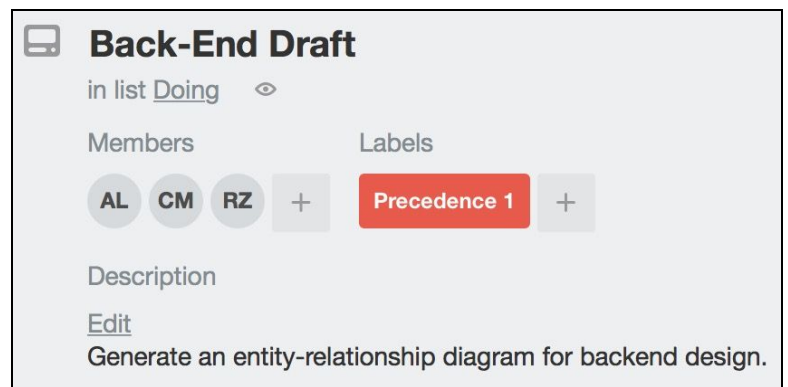 Back-End Draft
in list Doing
Members Labels
AL CM RZ + Precedence 1 +
Description
Edit
Generate an entity-relationship diagram for backend design.